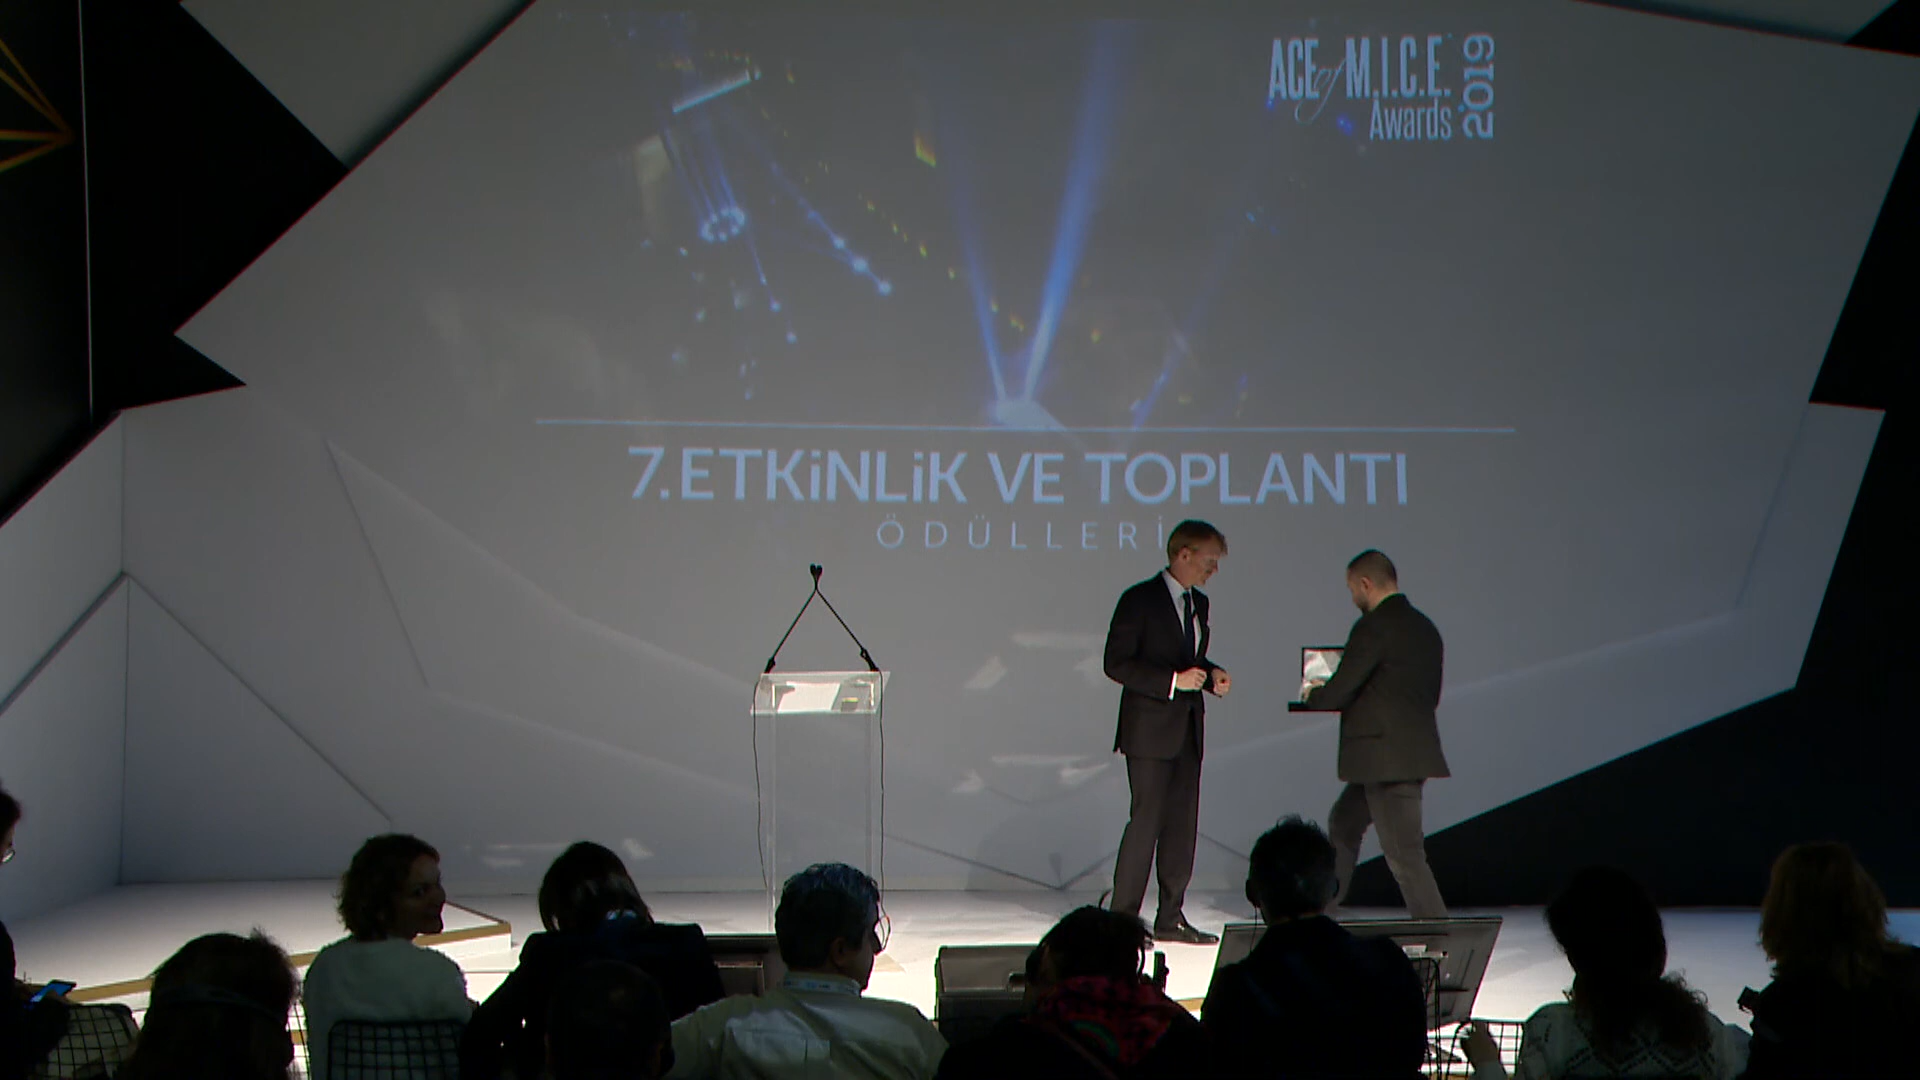 ACE of M.I.C.E.
Awards
2019
7.ETKiNLiK VE TOPLANTI
ÖDÜLLERİ